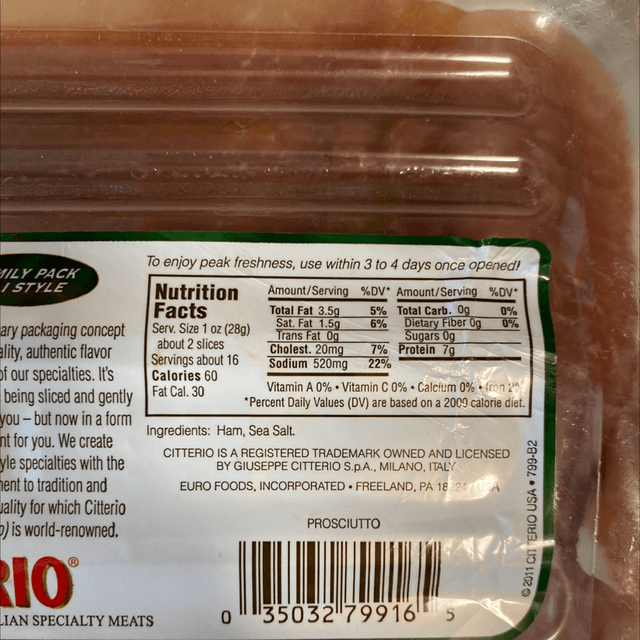 MILY PACK
I STYLE
ary packaging concept
ality, authentic flavor
of our specialties. It's
being sliced and gently
you – but now in a form
nt for you. We create
yle specialties with the
ment to tradition and
uality for which Citterio
o) is world-renowned.
RIO®
LIAN SPECIALTY MEATS
To enjoy peak freshness, use within 3 to 4 days once opened!
Nutrition
Facts
Serv. Size 1 oz (28g)
about 2 slices
Servings about 16
Calories 60
Fat Cal. 30
Amount/Serving %DV*
Total Fat 3.5g 5%
Sat. Fat 1.5g 6%
Trans Fat 0g
Cholest. 20mg 7%
Sodium 520mg 22%
Amount/Serving %DV*
Total Carb. 0g 0%
Dietary Fiber 0g 0%
Sugars 0g
Protein 7g
Vitamin A 0% • Vitamin C 0% • Calcium 0% • Iron
*Percent Daily Values (DV) are based on a 2000 calorie diet.
Ingredients: Ham, Sea Salt.
CITTERIO IS A REGISTERED TRADEMARK OWNED AND LICENSED
BY GIUSEPPE CITTERIO S.p.A., MILANO, ITALY
EURO FOODS, INCORPORATED • FREELAND, PA
PROSCIUTTO
0 35032 79916 5
© 2011 CITTERIO USA • 799-B2